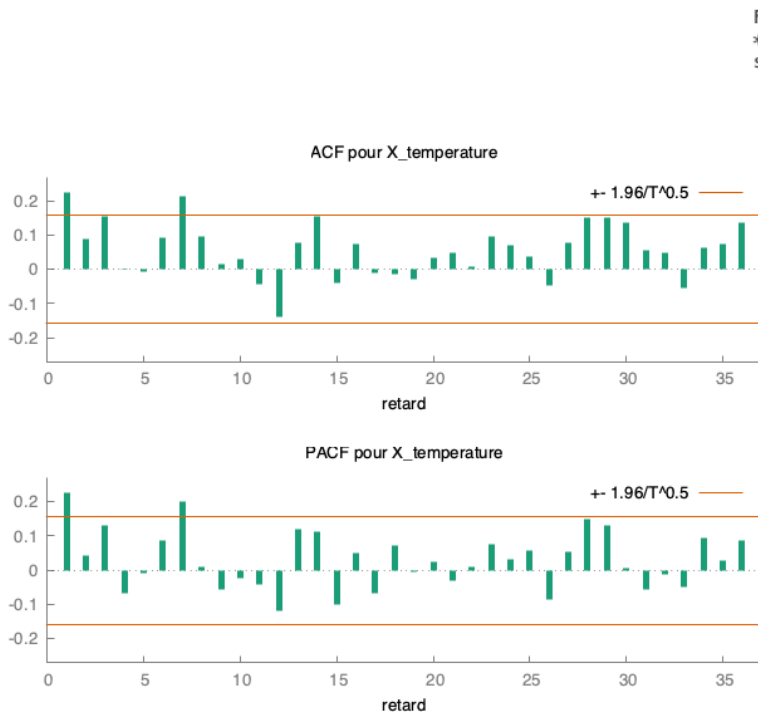 ACF pour X_temperature
+- 1.96/T^0.5
0.2
0.1
0
-0.1
-0.2
0 5 10 15 20 25 30 35
retard
PACF pour X_temperature
+- 1.96/T^0.5
0.2
0.1
0
-0.1
-0.2
0 5 10 15 20 25 30 35
retard